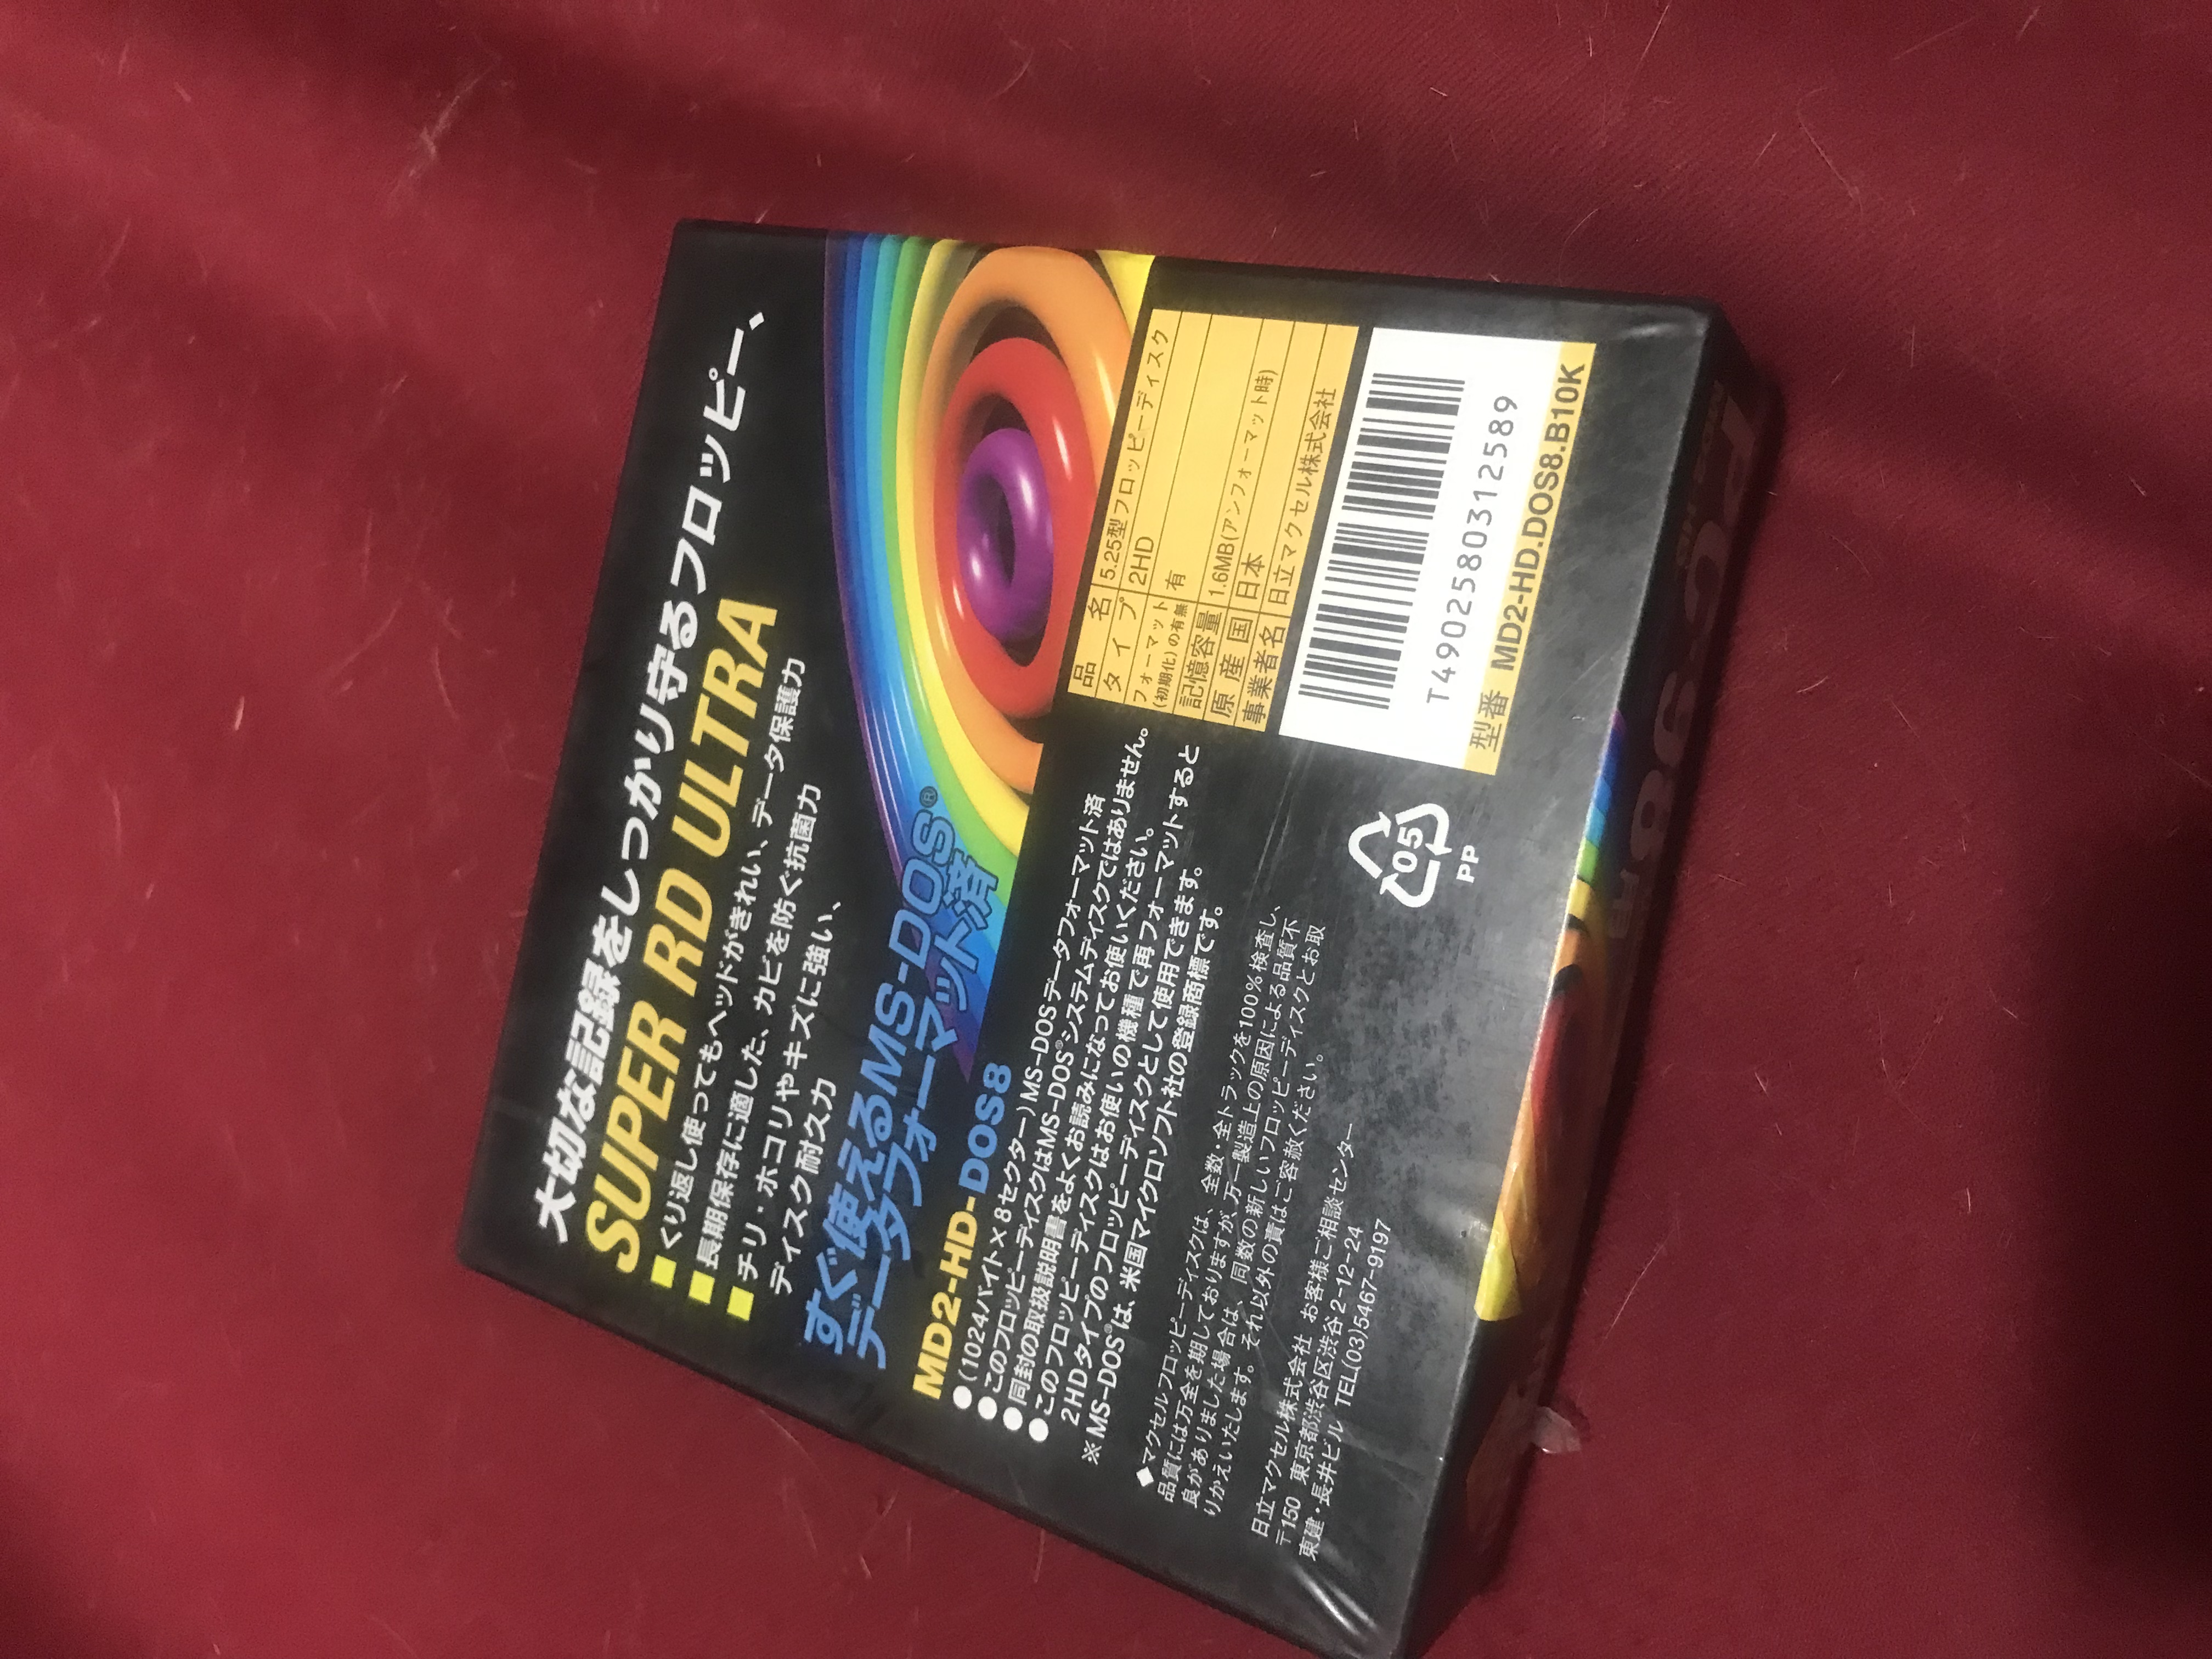 大切な記録をしっかり守るフロッピー、
SUPER RD ULTRA
くり返し使ってもヘッドがきれい、データ保護力
長期保存に適した、カビを防ぐ抗菌力
チリ・ホコリやキズに強い、
ディスク耐久力
すぐ使えるMS-DOS®
データフォーマット済
MD2-HD-DOS8
●(1024バイト×8セクター)MS-DOSデータフォーマット済
●このフロッピーディスクはMS-DOS®システムディスクではありません。
●同封の取扱説明書をよくお読みになってお使いください。
●このフロッピーディスクはお使いの機種で再フォーマットすると
2HDタイプのフロッピーディスクとして使用できます。
※MS-DOS®は、米国マイクロソフト社の登録商標です。
◆マクセルフロッピーディスクは、全数・全トラックを100%検査し、
品質には万全を期しておりますが、万一製造上の原因による品質不
良がありました場合は、同数の新しいフロッピーディスクとお取
りかえいたします。それ以外の責はご容赦ください。
日立マクセル株式会社 お客様ご相談センター
〒150 東京都渋谷区渋谷2-12-24
東建・長井ビル TEL(03)5467-9197
05
PP
品名 5.25型フロッピーディスク
タイプ 2HD
フォーマット(初期化)の有無 有
記憶容量 1.6MB(アンフォーマット時)
原産国 日本
事業者名 日立マクセル株式会社
T4902580312589
型番 MD2-HD.DOS8.B10K